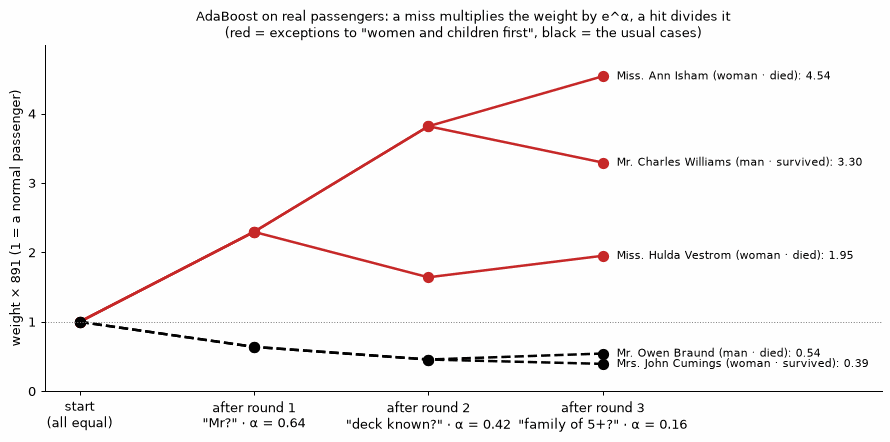 AdaBoost on real passengers: a miss multiplies the weight by e^α, a hit divides it
(red = exceptions to "women and children first", black = the usual cases)
weight × 891 (1 = a normal passenger)
4
3
2
1
0
Miss. Ann Isham (woman · died): 4.54
Mr. Charles Williams (man · survived): 3.30
Miss. Hulda Vestrom (woman · died): 1.95
Mr. Owen Braund (man · died): 0.54
Mrs. John Cumings (woman · survived): 0.39
start
(all equal)
after round 1
"Mr?" · α = 0.64
after round 2
"deck known?" · α = 0.42
after round 3
"family of 5+?" · α = 0.16